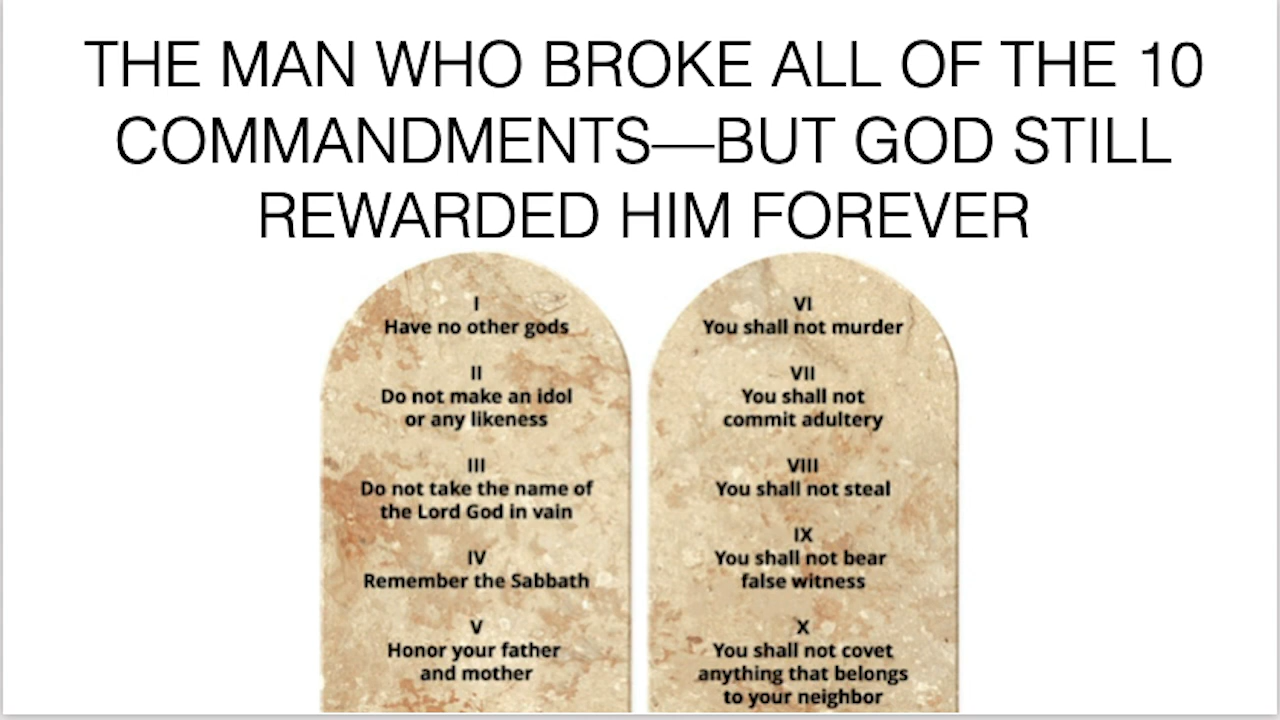 THE MAN WHO BROKE ALL OF THE 10
COMMANDMENTS—BUT GOD STILL
REWARDED HIM FOREVER
I
Have no other gods
II
Do not make an idol
or any likeness
III
Do not take the name of
the Lord God in vain
IV
Remember the Sabbath
V
Honor your father
and mother
VI
You shall not murder
VII
You shall not
commit adultery
VIII
You shall not steal
IX
You shall not bear
false witness
X
You shall not covet
anything that belongs
to your neighbor